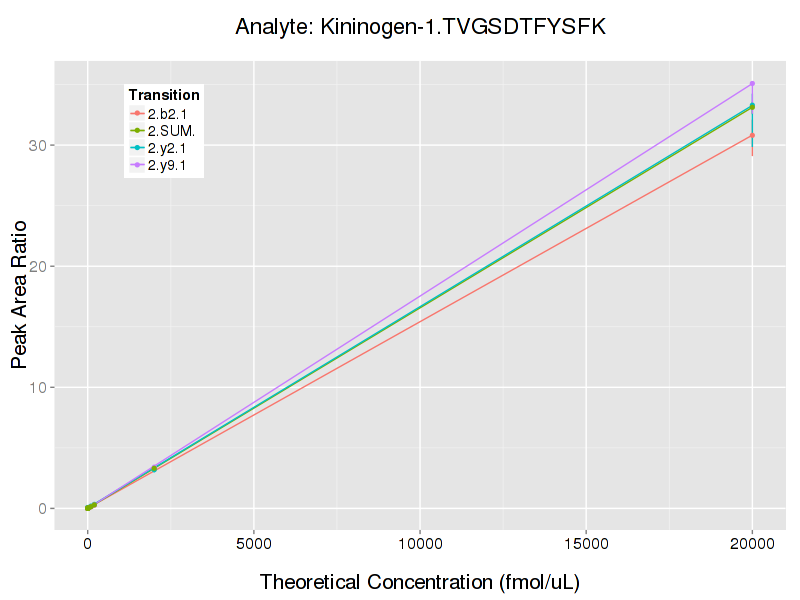 Analyte: Kininogen-1.TVGSDTFYSFK
Transition
2.b2.1
2.SUM.
2.y2.1
2.y9.1
30
20
10
0
Peak Area Ratio
0 5000 10000 15000 20000
Theoretical Concentration (fmol/uL)